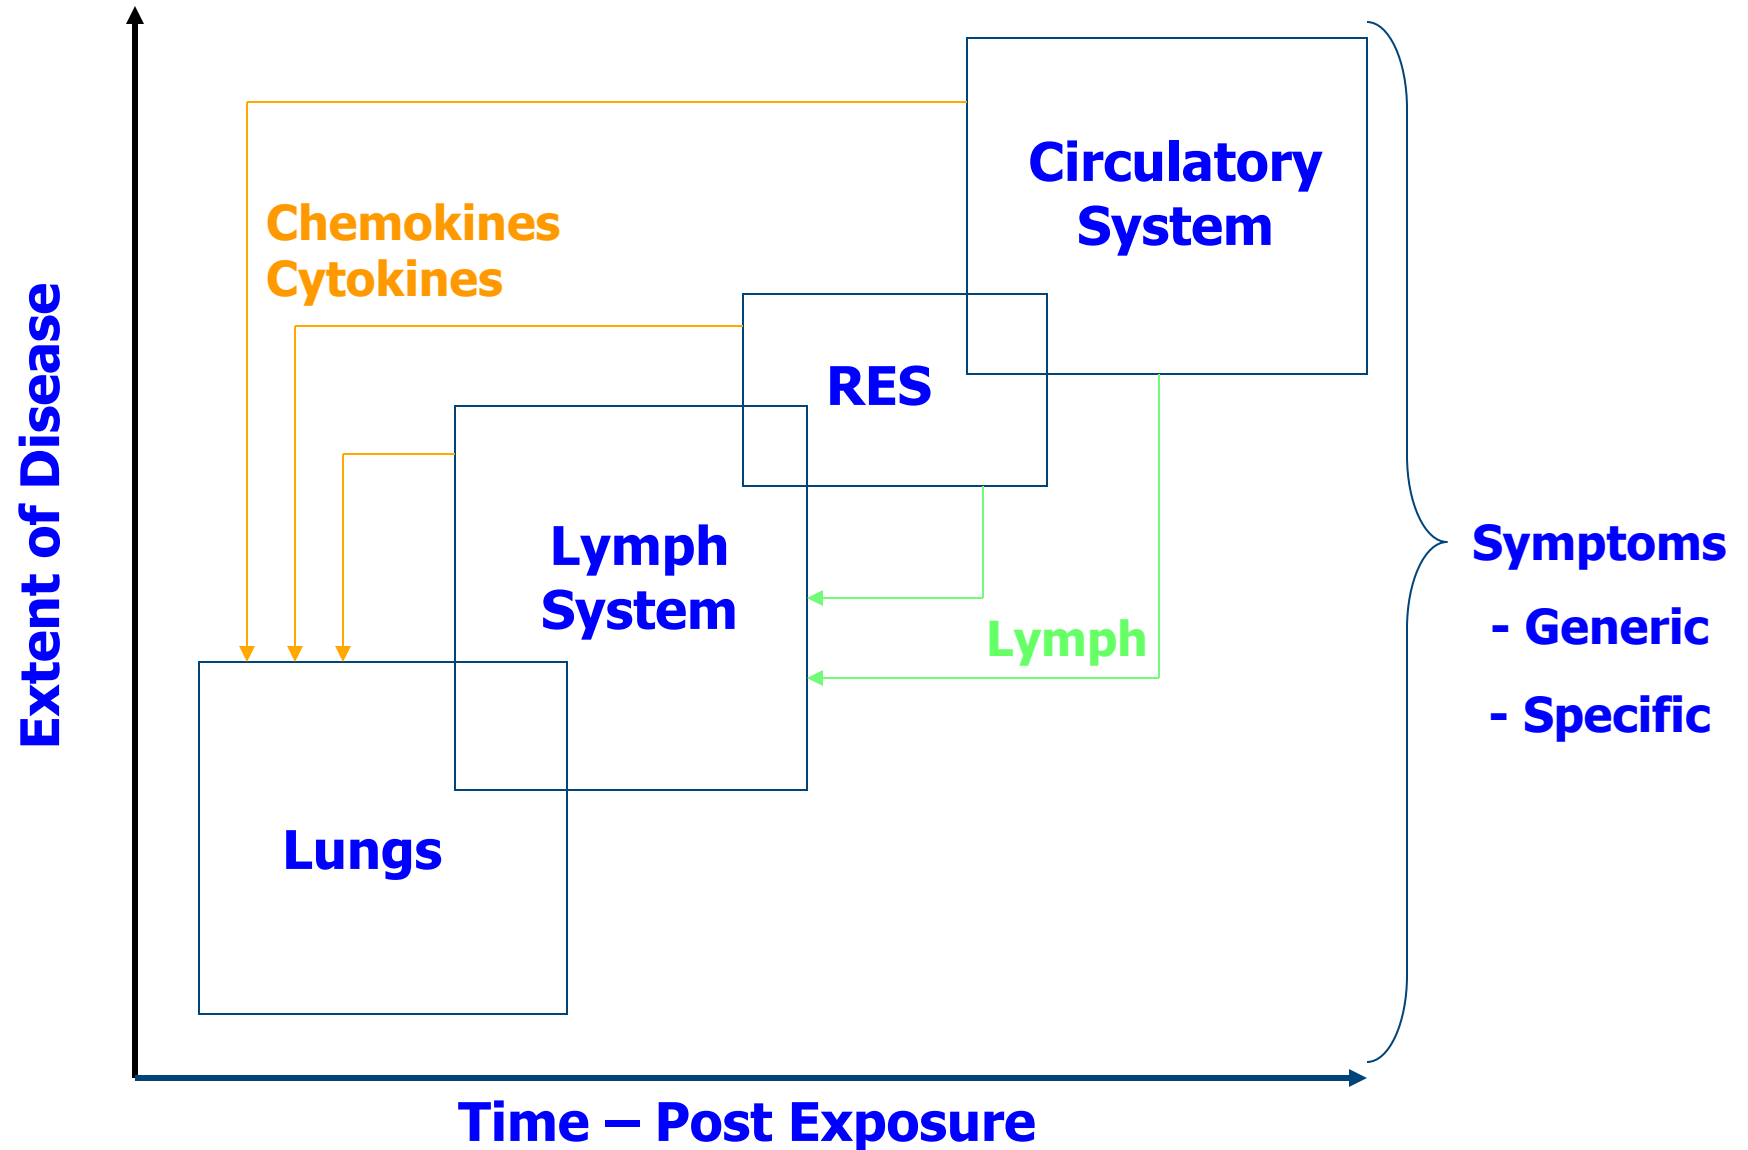 Circulatory
System
Chemokines
Cytokines
RES
Extent of Disease
Lymph
System
Lymph
Symptoms
- Generic
- Specific
Lungs
Time – Post Exposure